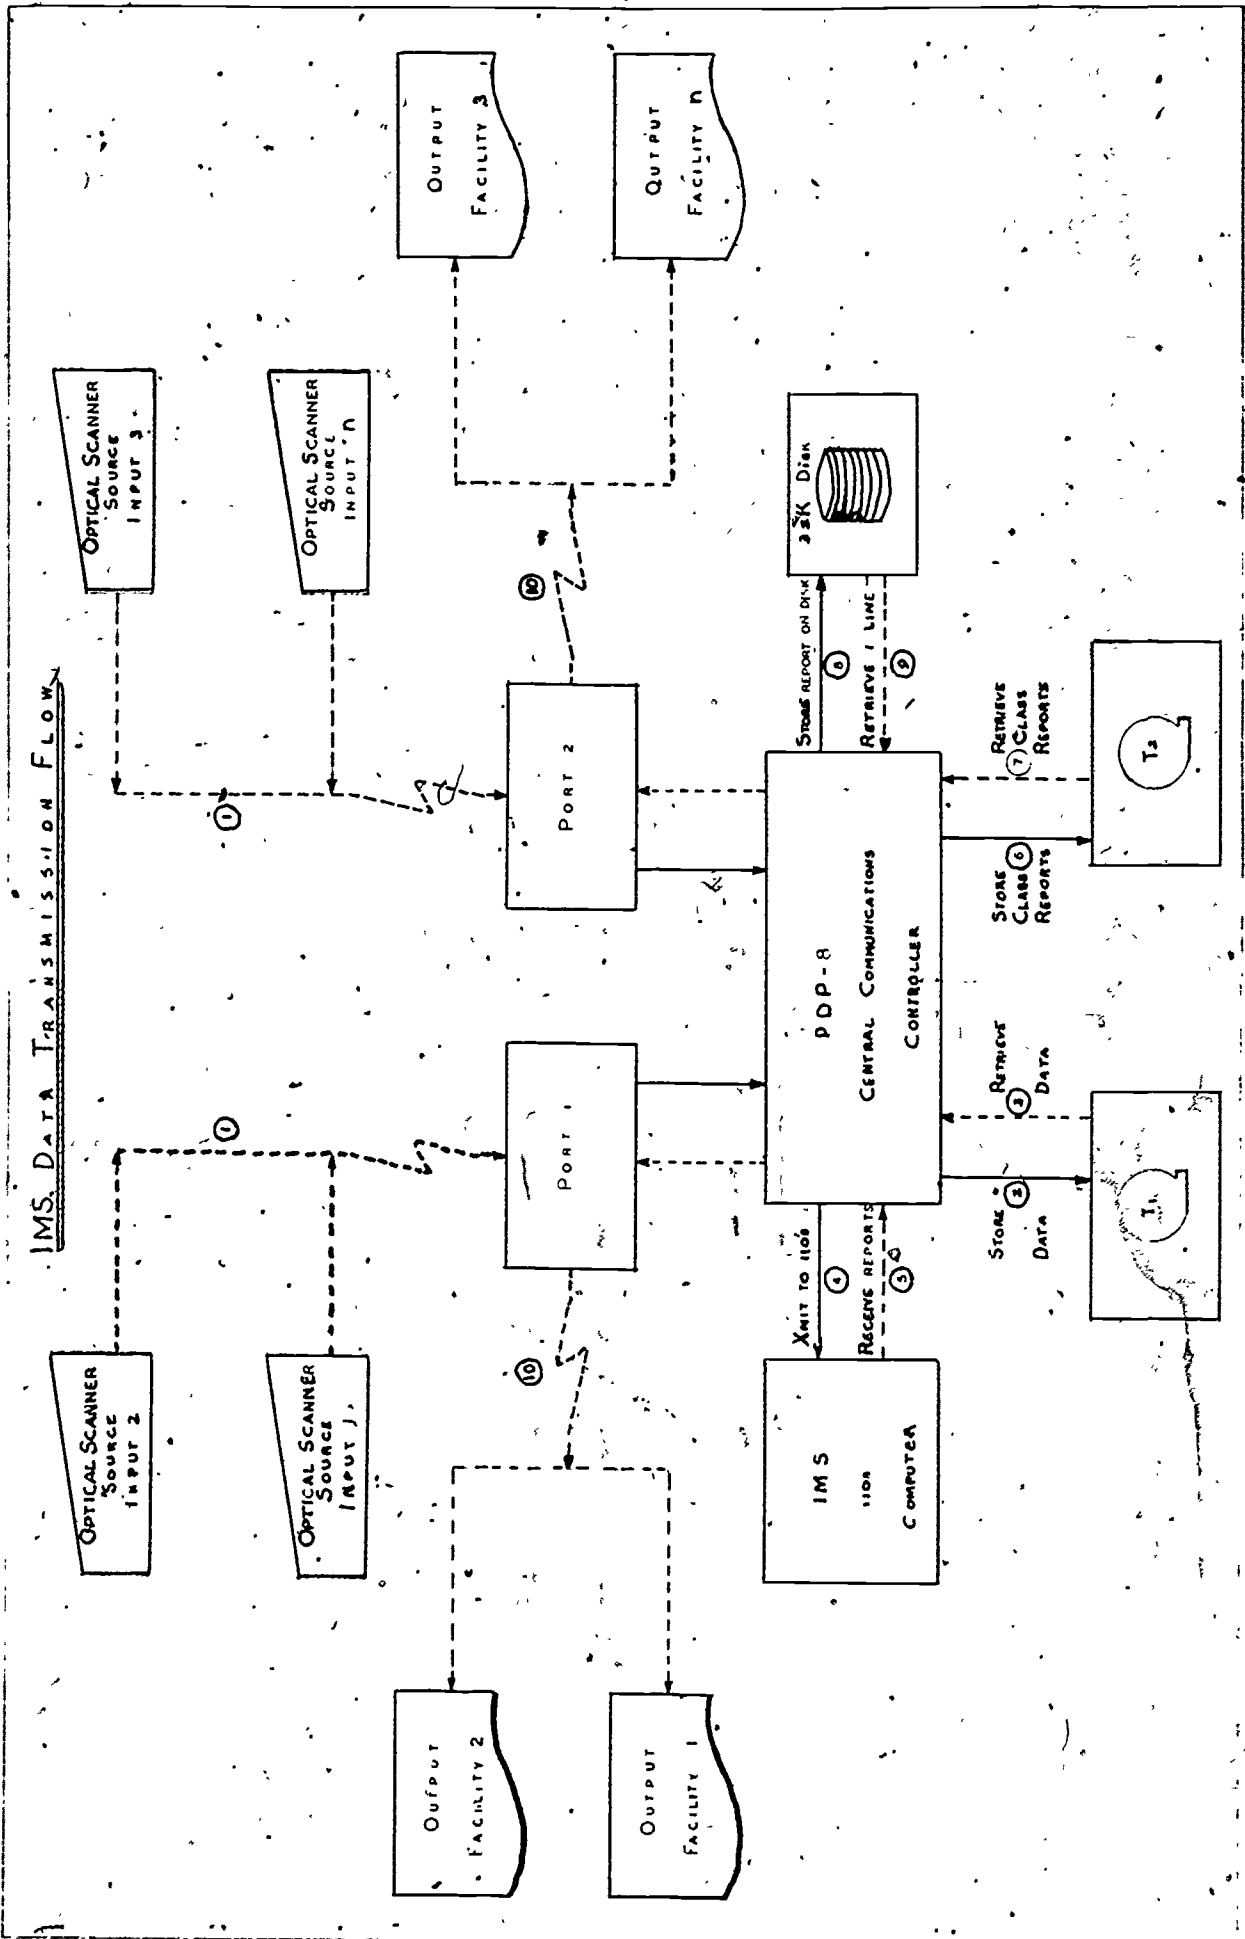 IMS DATA TRANSMISSION FLOW
OPTICAL SCANNER
SOURCE
INPUT 2
OPTICAL SCANNER
SOURCE
INPUT 3
OPTICAL SCANNER
SOURCE
INPUT 1
OPTICAL SCANNER
SOURCE
INPUT n
1
1
OUTPUT
FACILITY 2
OUTPUT
FACILITY 3
10
10
PORT 1
PORT 2
OUTPUT
FACILITY 1
OUTPUT
FACILITY n
IMS
1108
COMPUTER
XMIT TO 1108
4
RECEIVE REPORTS
5
PDP-8
CENTRAL COMMUNICATIONS
CONTROLLER
STORE REPORT ON DISK
8
RETRIEVE 1 LINE
9
Disk
STORE
2
DATA
RETRIEVE
3
DATA
STORE
CLASS 6
REPORTS
RETRIEVE
7 CLASS
REPORTS
T1
T2